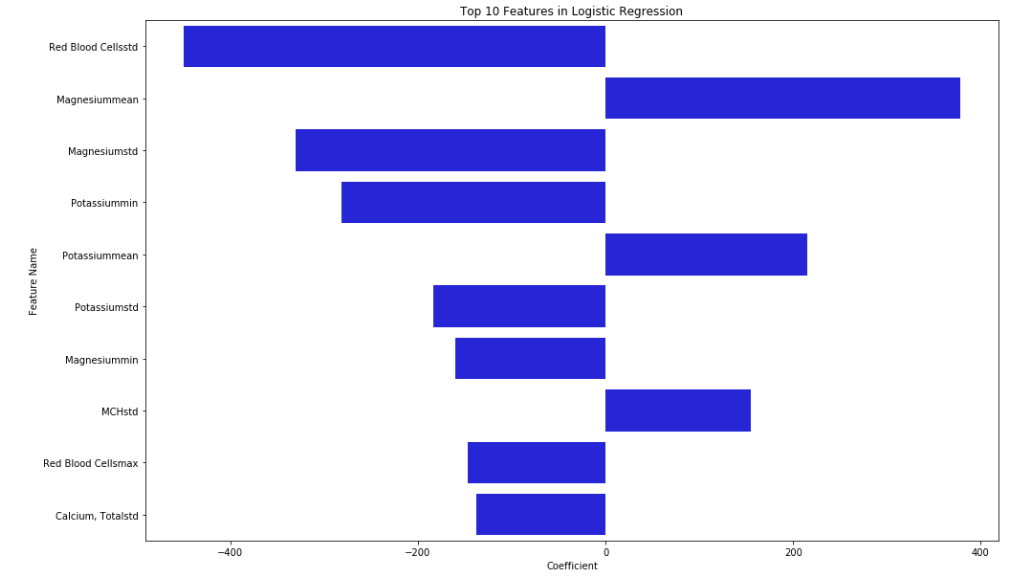 Top 10 Features in Logistic Regression
Feature Name
Red Blood Cellsstd
Magnesiummean
Magnesiumstd
Potassiummin
Potassiummean
Potassiumstd
Magnesiummin
MCHstd
Red Blood Cellsmax
Calcium, Totalstd
−400 −200 0 200 400
Coefficient